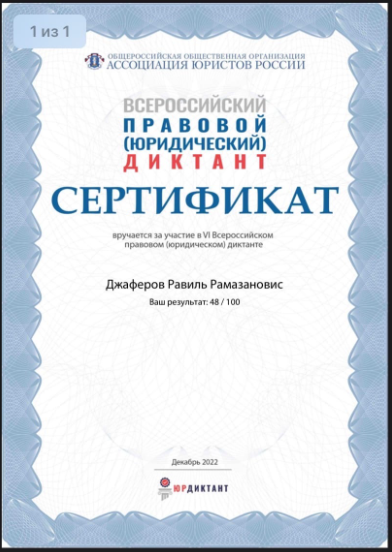 1 из 1
ОБЩЕРОССИЙСКАЯ ОБЩЕСТВЕННАЯ ОРГАНИЗАЦИЯ
АССОЦИАЦИЯ ЮРИСТОВ РОССИИ
ВСЕРОССИЙСКИЙ
ПРАВОВОЙ
(ЮРИДИЧЕСКИЙ)
ДИКТАНТ
СЕРТИФИКАТ
вручается за участие в VI Всероссийском
правовом (юридическом) диктанте
Джаферов Равиль Рамазановис
Ваш результат: 48 / 100
Декабрь 2022
ЮРДИКТАНТ